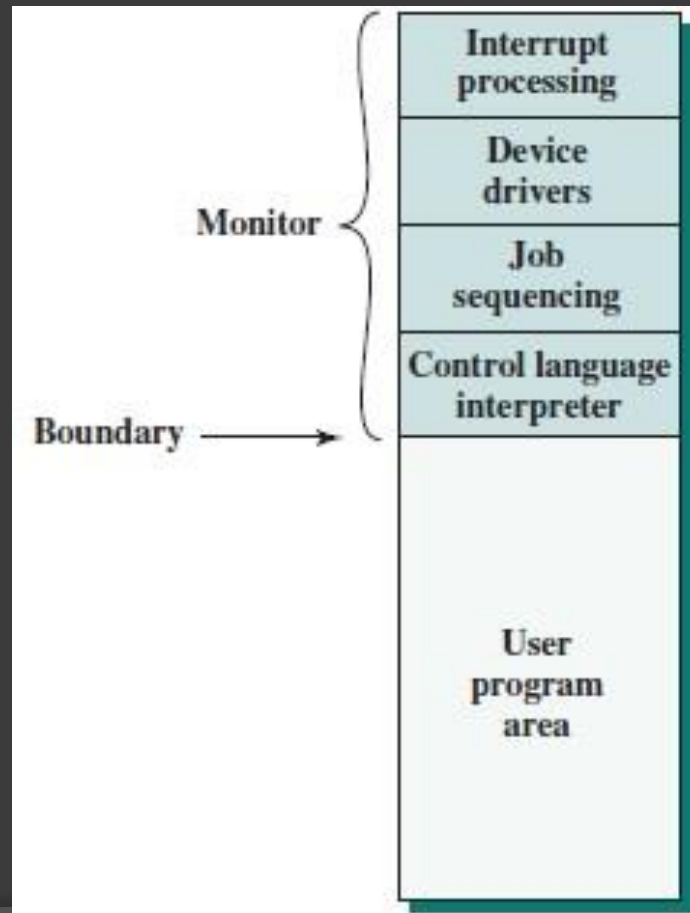 Interrupt
processing
Device
drivers
Monitor
Job
sequencing
Control language
interpreter
Boundary
User
program
area